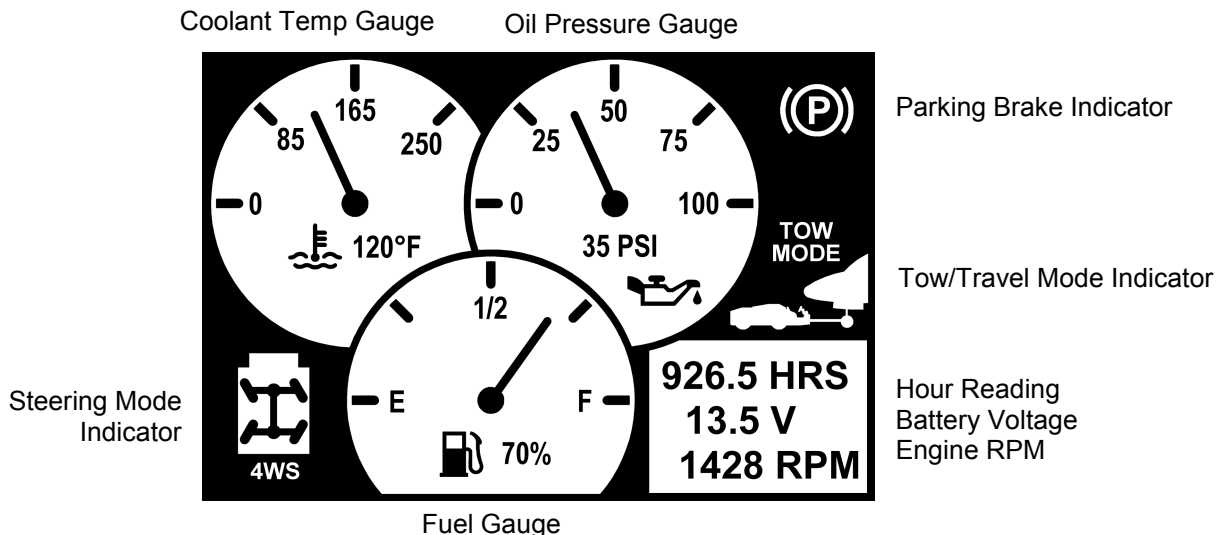 Coolant Temp Gauge
Oil Pressure Gauge
0
85
165
250
120°F
0
25
50
75
100
35 PSI
P
Parking Brake Indicator
TOW
MODE
Tow/Travel Mode Indicator
Steering Mode
Indicator
4WS
E
1/2
F
70%
926.5 HRS
13.5 V
1428 RPM
Hour Reading
Battery Voltage
Engine RPM
Fuel Gauge